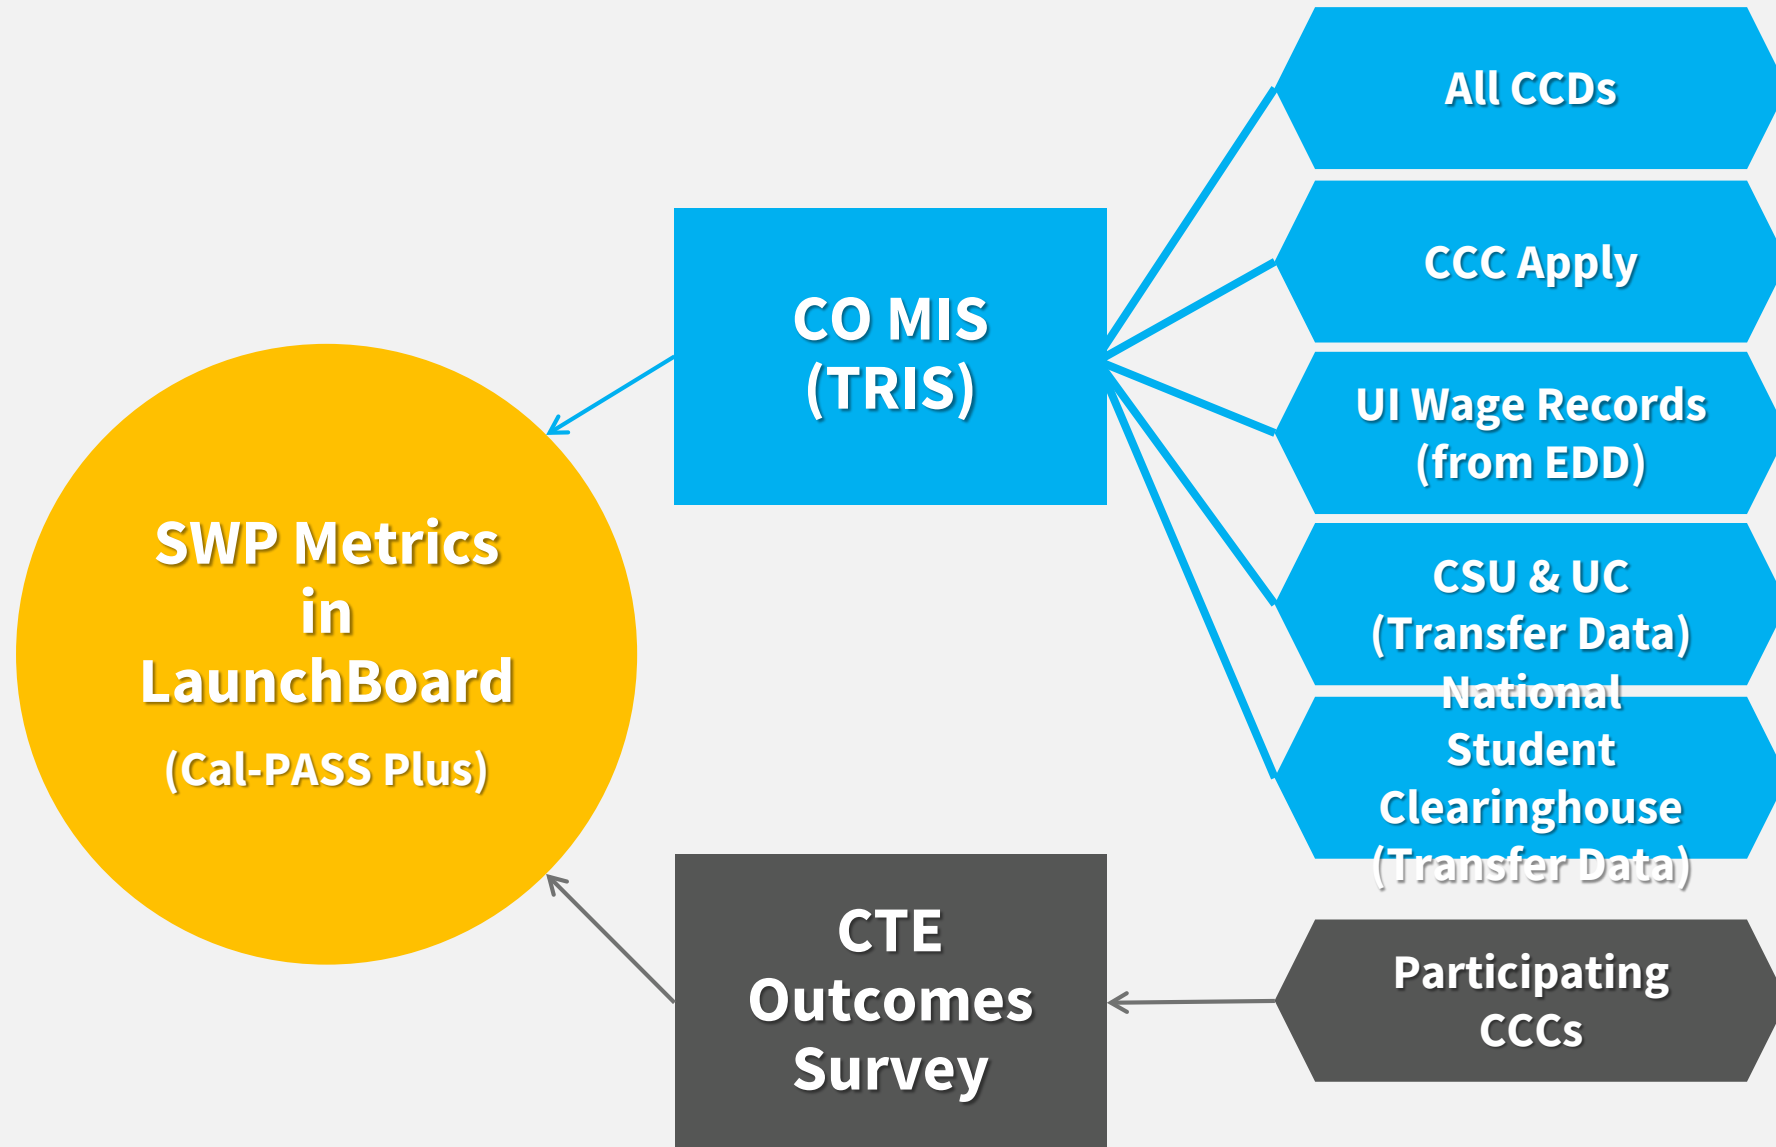 All CCDs
CCC Apply
CO MIS
(TRIS)
UI Wage Records
(from EDD)
SWP Metrics
in
LaunchBoard
(Cal-PASS Plus)
CSU & UC
(Transfer Data)
National
Student
Clearinghouse
(Transfer Data)
CTE
Outcomes
Survey
Participating
CCCs